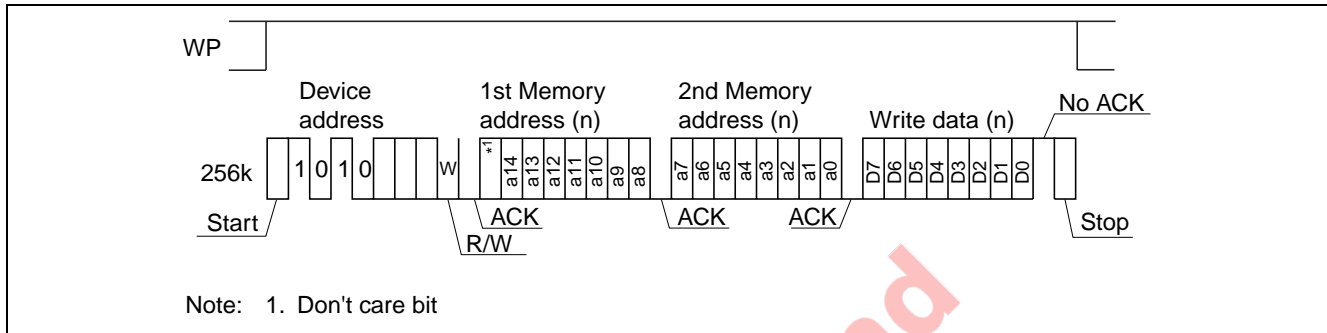 WP
Device address
1st Memory address (n)
2nd Memory address (n)
Write data (n)
No ACK
256k
1 0 1 0
W
*1 a14 a13 a12 a11 a10 a9 a8
a7 a6 a5 a4 a3 a2 a1 a0
D7 D6 D5 D4 D3 D2 D1 D0
Start
R/W
ACK
ACK
ACK
Stop
Note: 1. Don't care bit